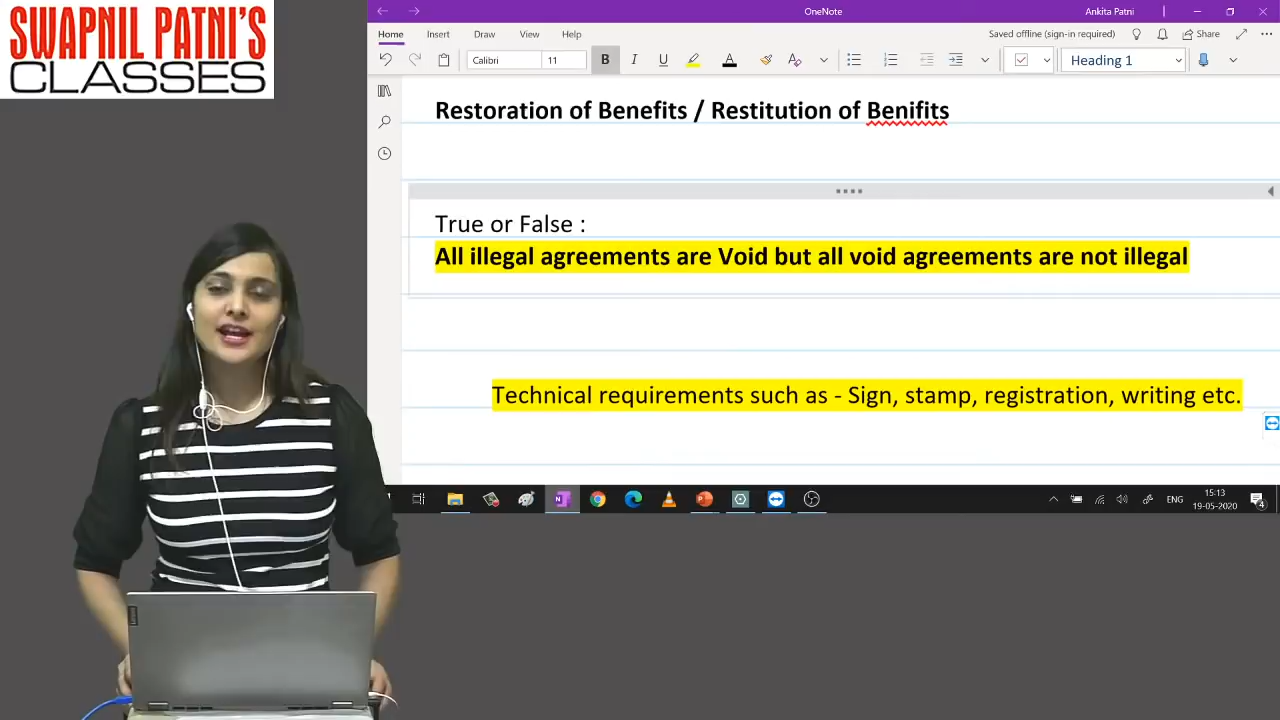 SWAPNIL PATNI'S
CLASSES
OneNote
Ankita Patni
Home Insert Draw View Help
Saved offline (sign-in required)
Share
Calibri 11 B I U A
Heading 1
Restoration of Benefits / Restitution of Benifits
True or False :
All illegal agreements are Void but all void agreements are not illegal
Technical requirements such as - Sign, stamp, registration, writing etc.
ENG
15:13
19-05-2020
4